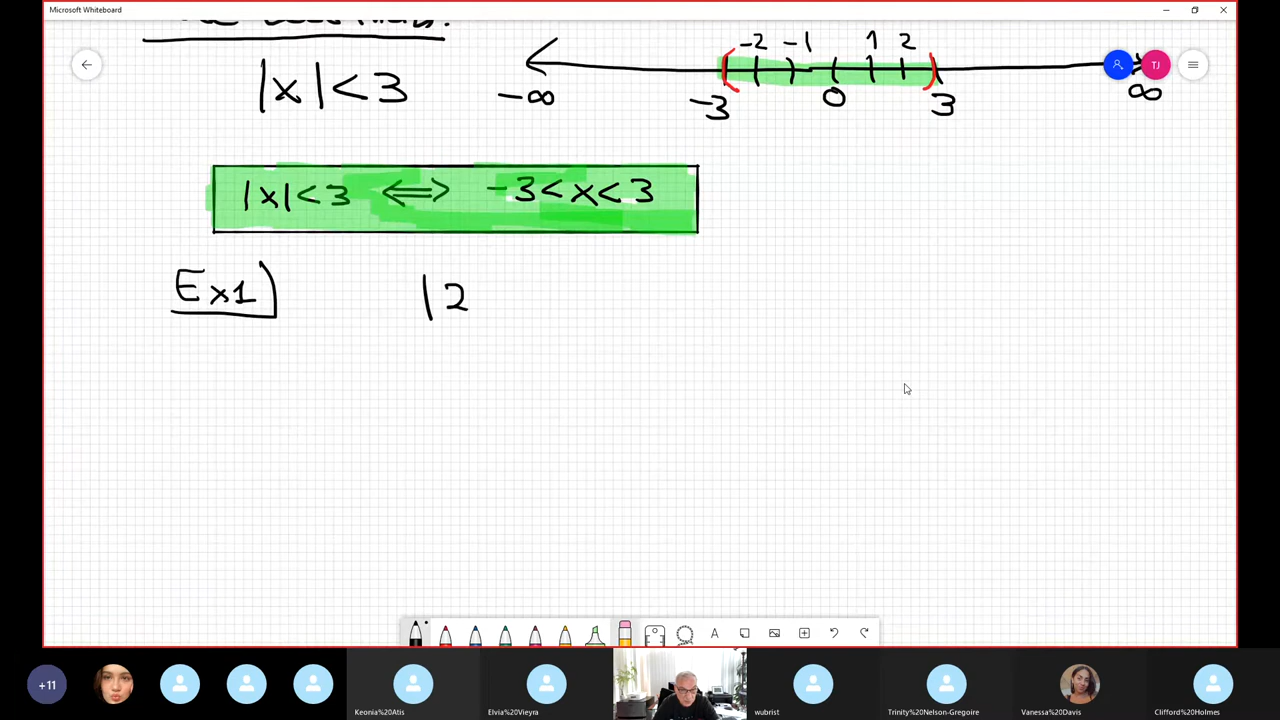 Microsoft Whiteboard
|x|<3
-2 -1 1 2
-∞ -3 0 3 ∞
TJ
|x|<3 ⟺ -3<x<3
Ex1) |2
A
+11
Keonia%20Atis Elvia%20Vieyra wubrist Trinity%20Nelson-Gregoire Vanessa%20Davis Clifford%20Holmes